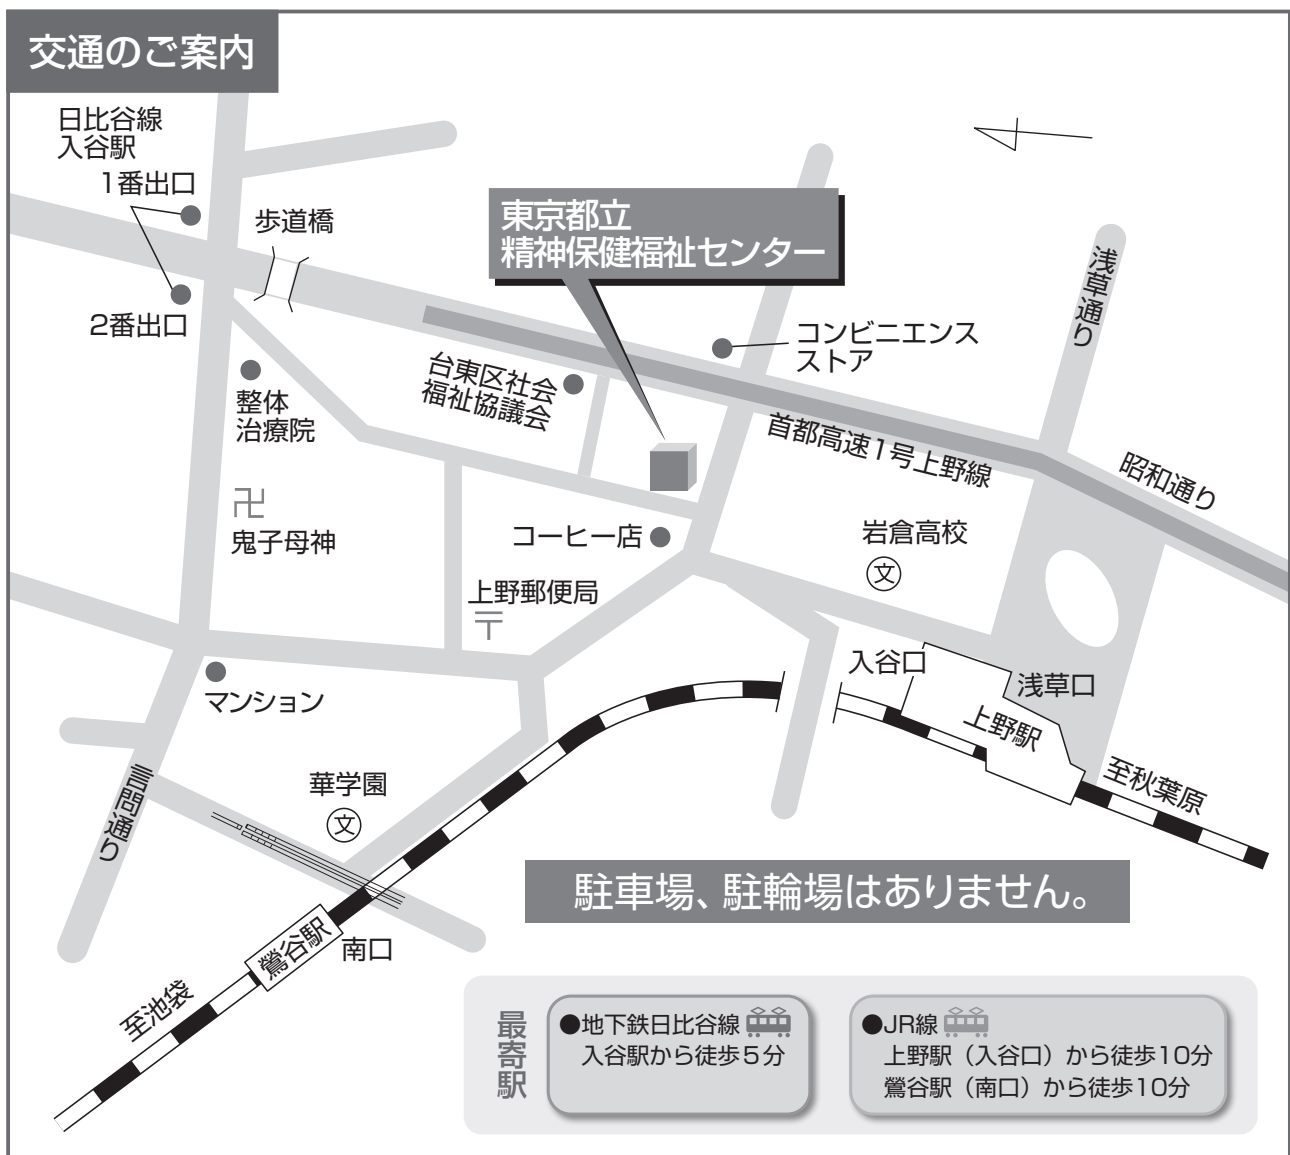 交通のご案内
日比谷線
入谷駅
1番出口
2番出口
歩道橋
東京都立
精神保健福祉センター
浅草通り
コンビニエンス
ストア
台東区社会
福祉協議会
整体
治療院
首都高速1号上野線
昭和通り
卍
鬼子母神
コーヒー店
岩倉高校
文
上野郵便局
〒
入谷口
浅草口
上野駅
マンション
至秋葉原
言問通り
華学園
文
駐車場、駐輪場はありません。
鶯谷駅
南口
至池袋
最寄駅
●地下鉄日比谷線
入谷駅から徒歩5分
●JR線
上野駅（入谷口）から徒歩10分
鶯谷駅（南口）から徒歩10分